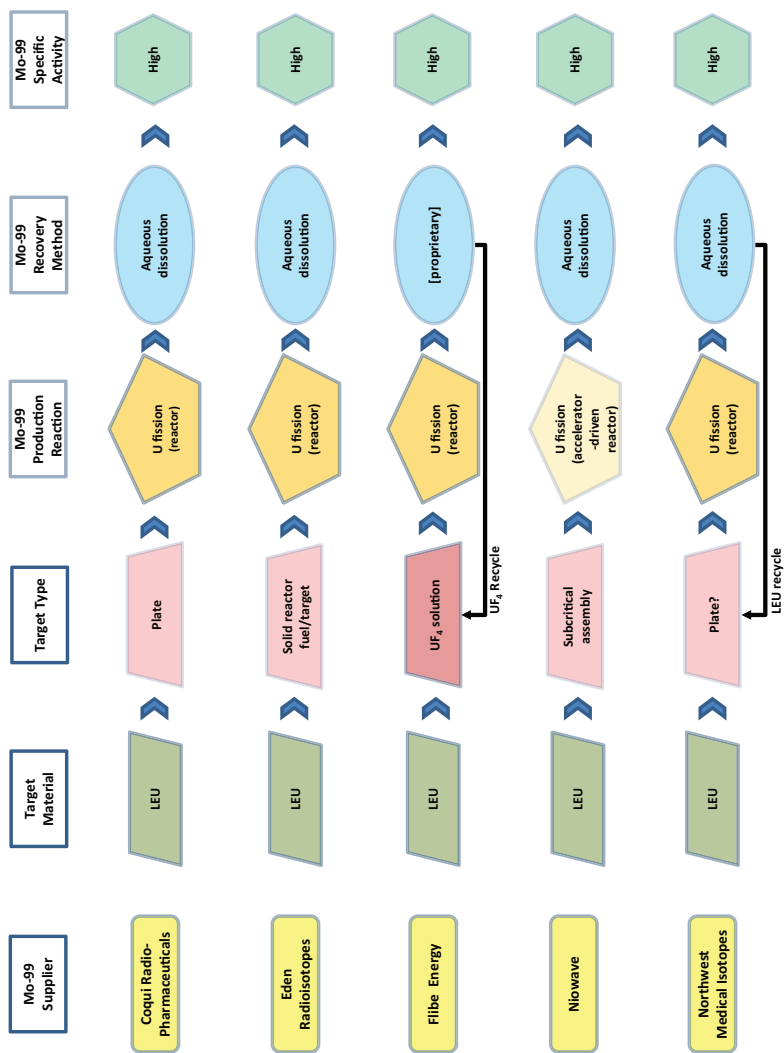 Mo-99
Supplier
Target
Material
Target Type
Mo-99
Production
Reaction
Mo-99
Recovery
Method
Mo-99
Specific
Activity
Coqui Radio-
Pharmaceuticals
LEU
Plate
U fission
(reactor)
Aqueous
dissolution
High
Eden
Radioisotopes
LEU
Solid reactor
fuel/target
U fission
(reactor)
Aqueous
dissolution
High
Flibe Energy
LEU
UF4 solution
U fission
(reactor)
[proprietary]
High
UF4 Recycle
Niowave
LEU
Subcritical
assembly
U fission
(accelerator
-driven
reactor)
Aqueous
dissolution
High
Northwest
Medical Isotopes
LEU
Plate?
U fission
(reactor)
Aqueous
dissolution
High
LEU recycle